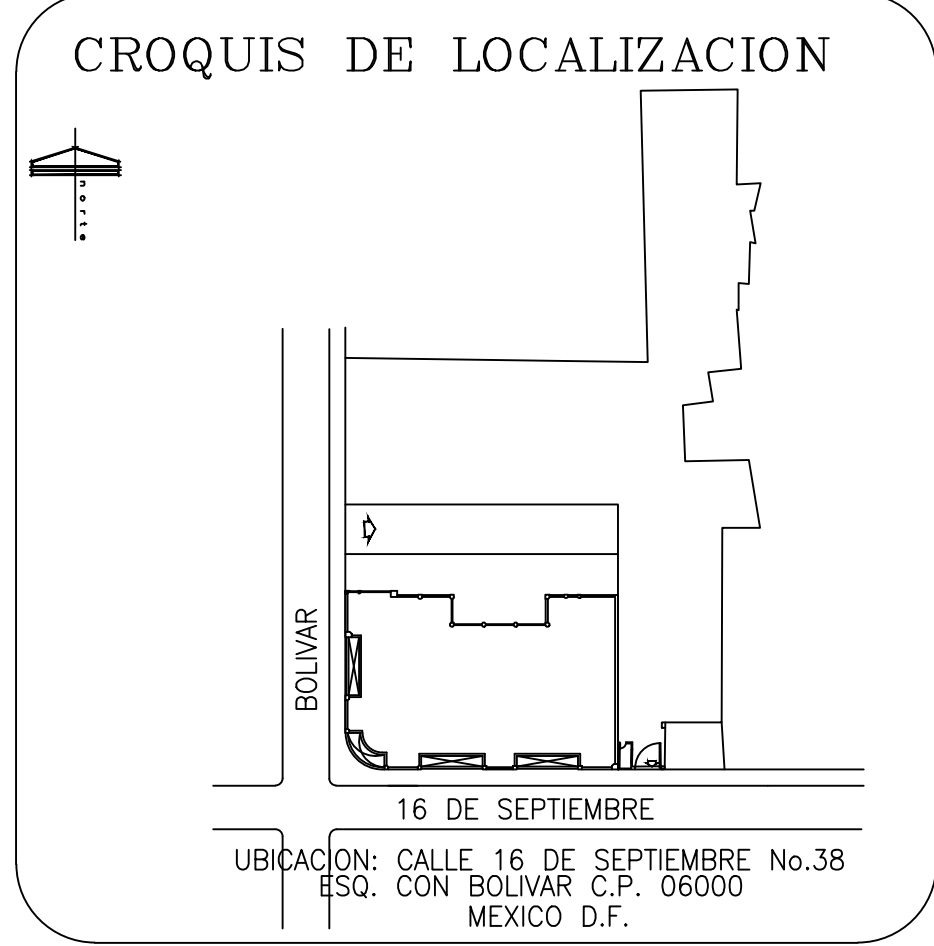 CROQUIS DE LOCALIZACION
norte
BOLIVAR
16 DE SEPTIEMBRE
UBICACION: CALLE 16 DE SEPTIEMBRE No.38
ESQ. CON BOLIVAR C.P. 06000
MEXICO D.F.